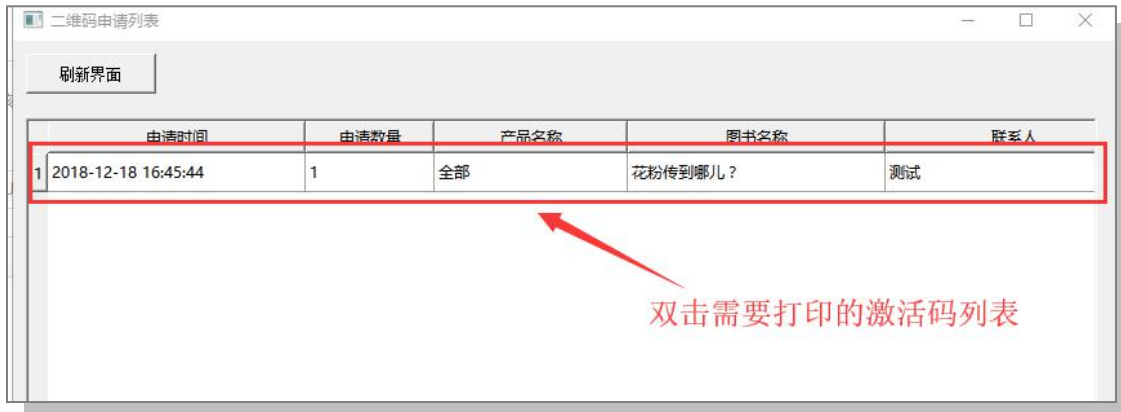 二维码申请列表
刷新界面
申请时间 申请数量 产品名称 图书名称 联系人
1 2018-12-18 16:45:44 1 全部 花粉传到哪儿？ 测试
双击需要打印的激活码列表